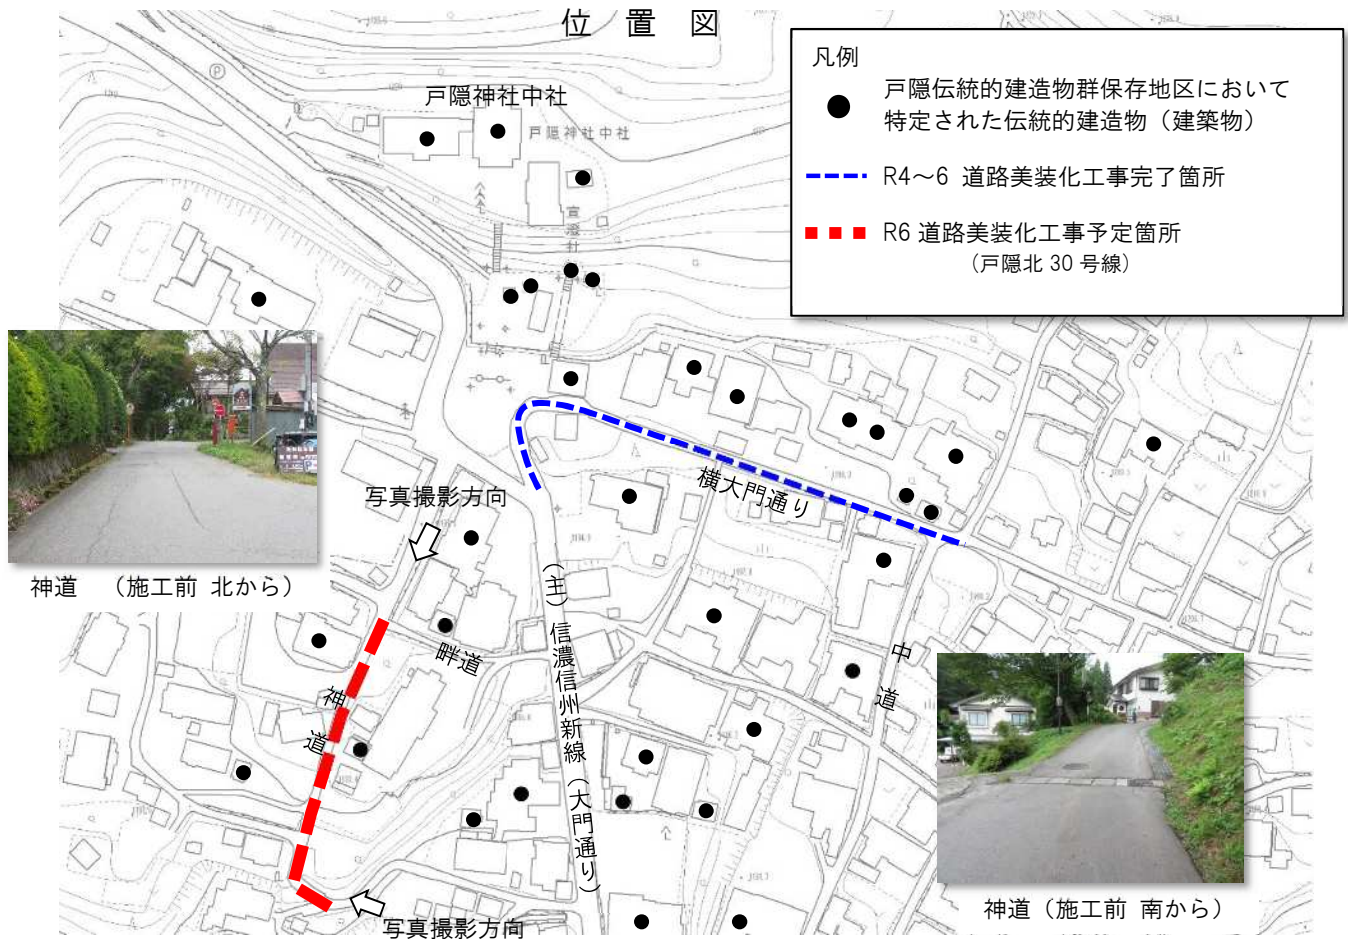 位置図
凡例
戸隠伝統的建造物群保存地区において
特定された伝統的建造物（建築物）
R4～6 道路美装化工事完了箇所
R6 道路美装化工事予定箇所
（戸隠北 30 号線）
戸隠神社中社
戸隠神社中社
宣澄社
横大門通り
写真撮影方向
神道　（施工前 北から）
畔道
（主）信濃信州新線（大門通り）
中道
神道
神道（施工前 南から）
写真撮影方向